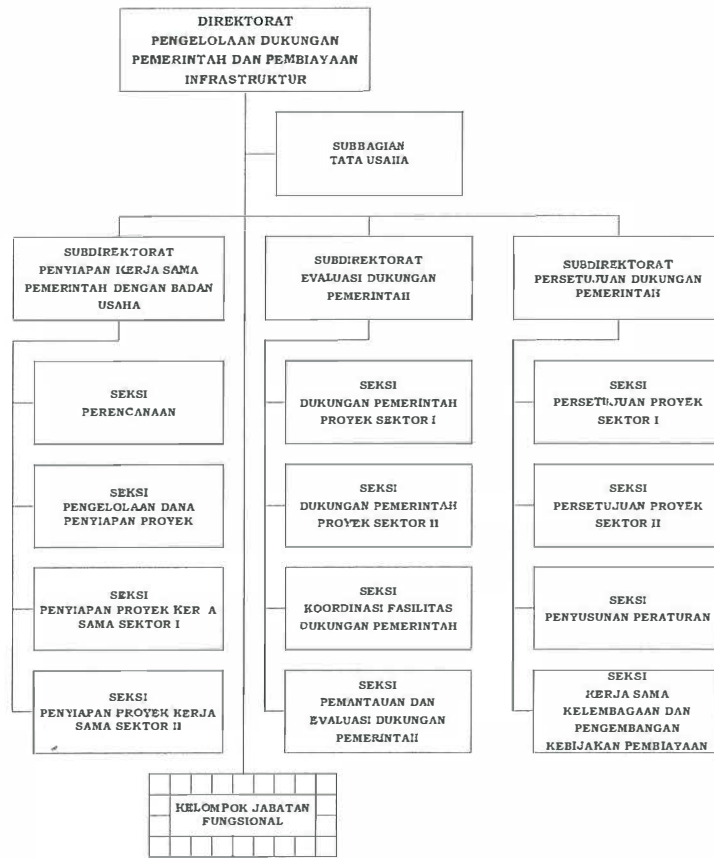 DIREKTORAT
PENGELOLAAN DUKUNGAN
PEMERINTAH DAN PEMBIAYAAN
INFRASTRUKTUR
SUBBAGIAN
TATA USAHA
SUBDIREKTORAT
PENYIAPAN KERJA SAMA
PEMERINTAH DENGAN BADAN
USAHA
SEKSI
PERENCANAAN
SEKSI
PENGELOLAAN DANA
PENYIAPAN PROYEK
SEKSI
PENYIAPAN PROYEK KER A
SAMA SEKTOR I
SEKSI
PENYIAPAN PROYEK KERJA
SAMA SEKTOR II
SUBDIREKTORAT
EVALUASI DUKUNGAN
PEMERINTAH
SEKSI
DUKUNGAN PEMERINTAH
PROYEK SEKTOR I
SEKSI
DUKUNGAN PEMERINTAH
PROYEK SEKTOR II
SEKSI
KOORDINASI FASILITAS
DUKUNGAN PEMERINTAH
SEKSI
PEMANTAUAN DAN
EVALUASI DUKUNGAN
PEMERINTAH
SUBDIREKTORAT
PERSETUJUAN DUKUNGAN
PEMERINTAH
SEKSI
PERSETUJUAN PROYEK
SEKTOR I
SEKSI
PERSETUJUAN PROYEK
SEKTOR II
SEKSI
PENYUSUNAN PERATURAN
SEKSI
KERJA SAMA
KELEMBAGAAN DAN
PENGEMBANGAN
KEBIJAKAN PEMBIAYAAN
KELOMPOK JABATAN
FUNGSIONAL